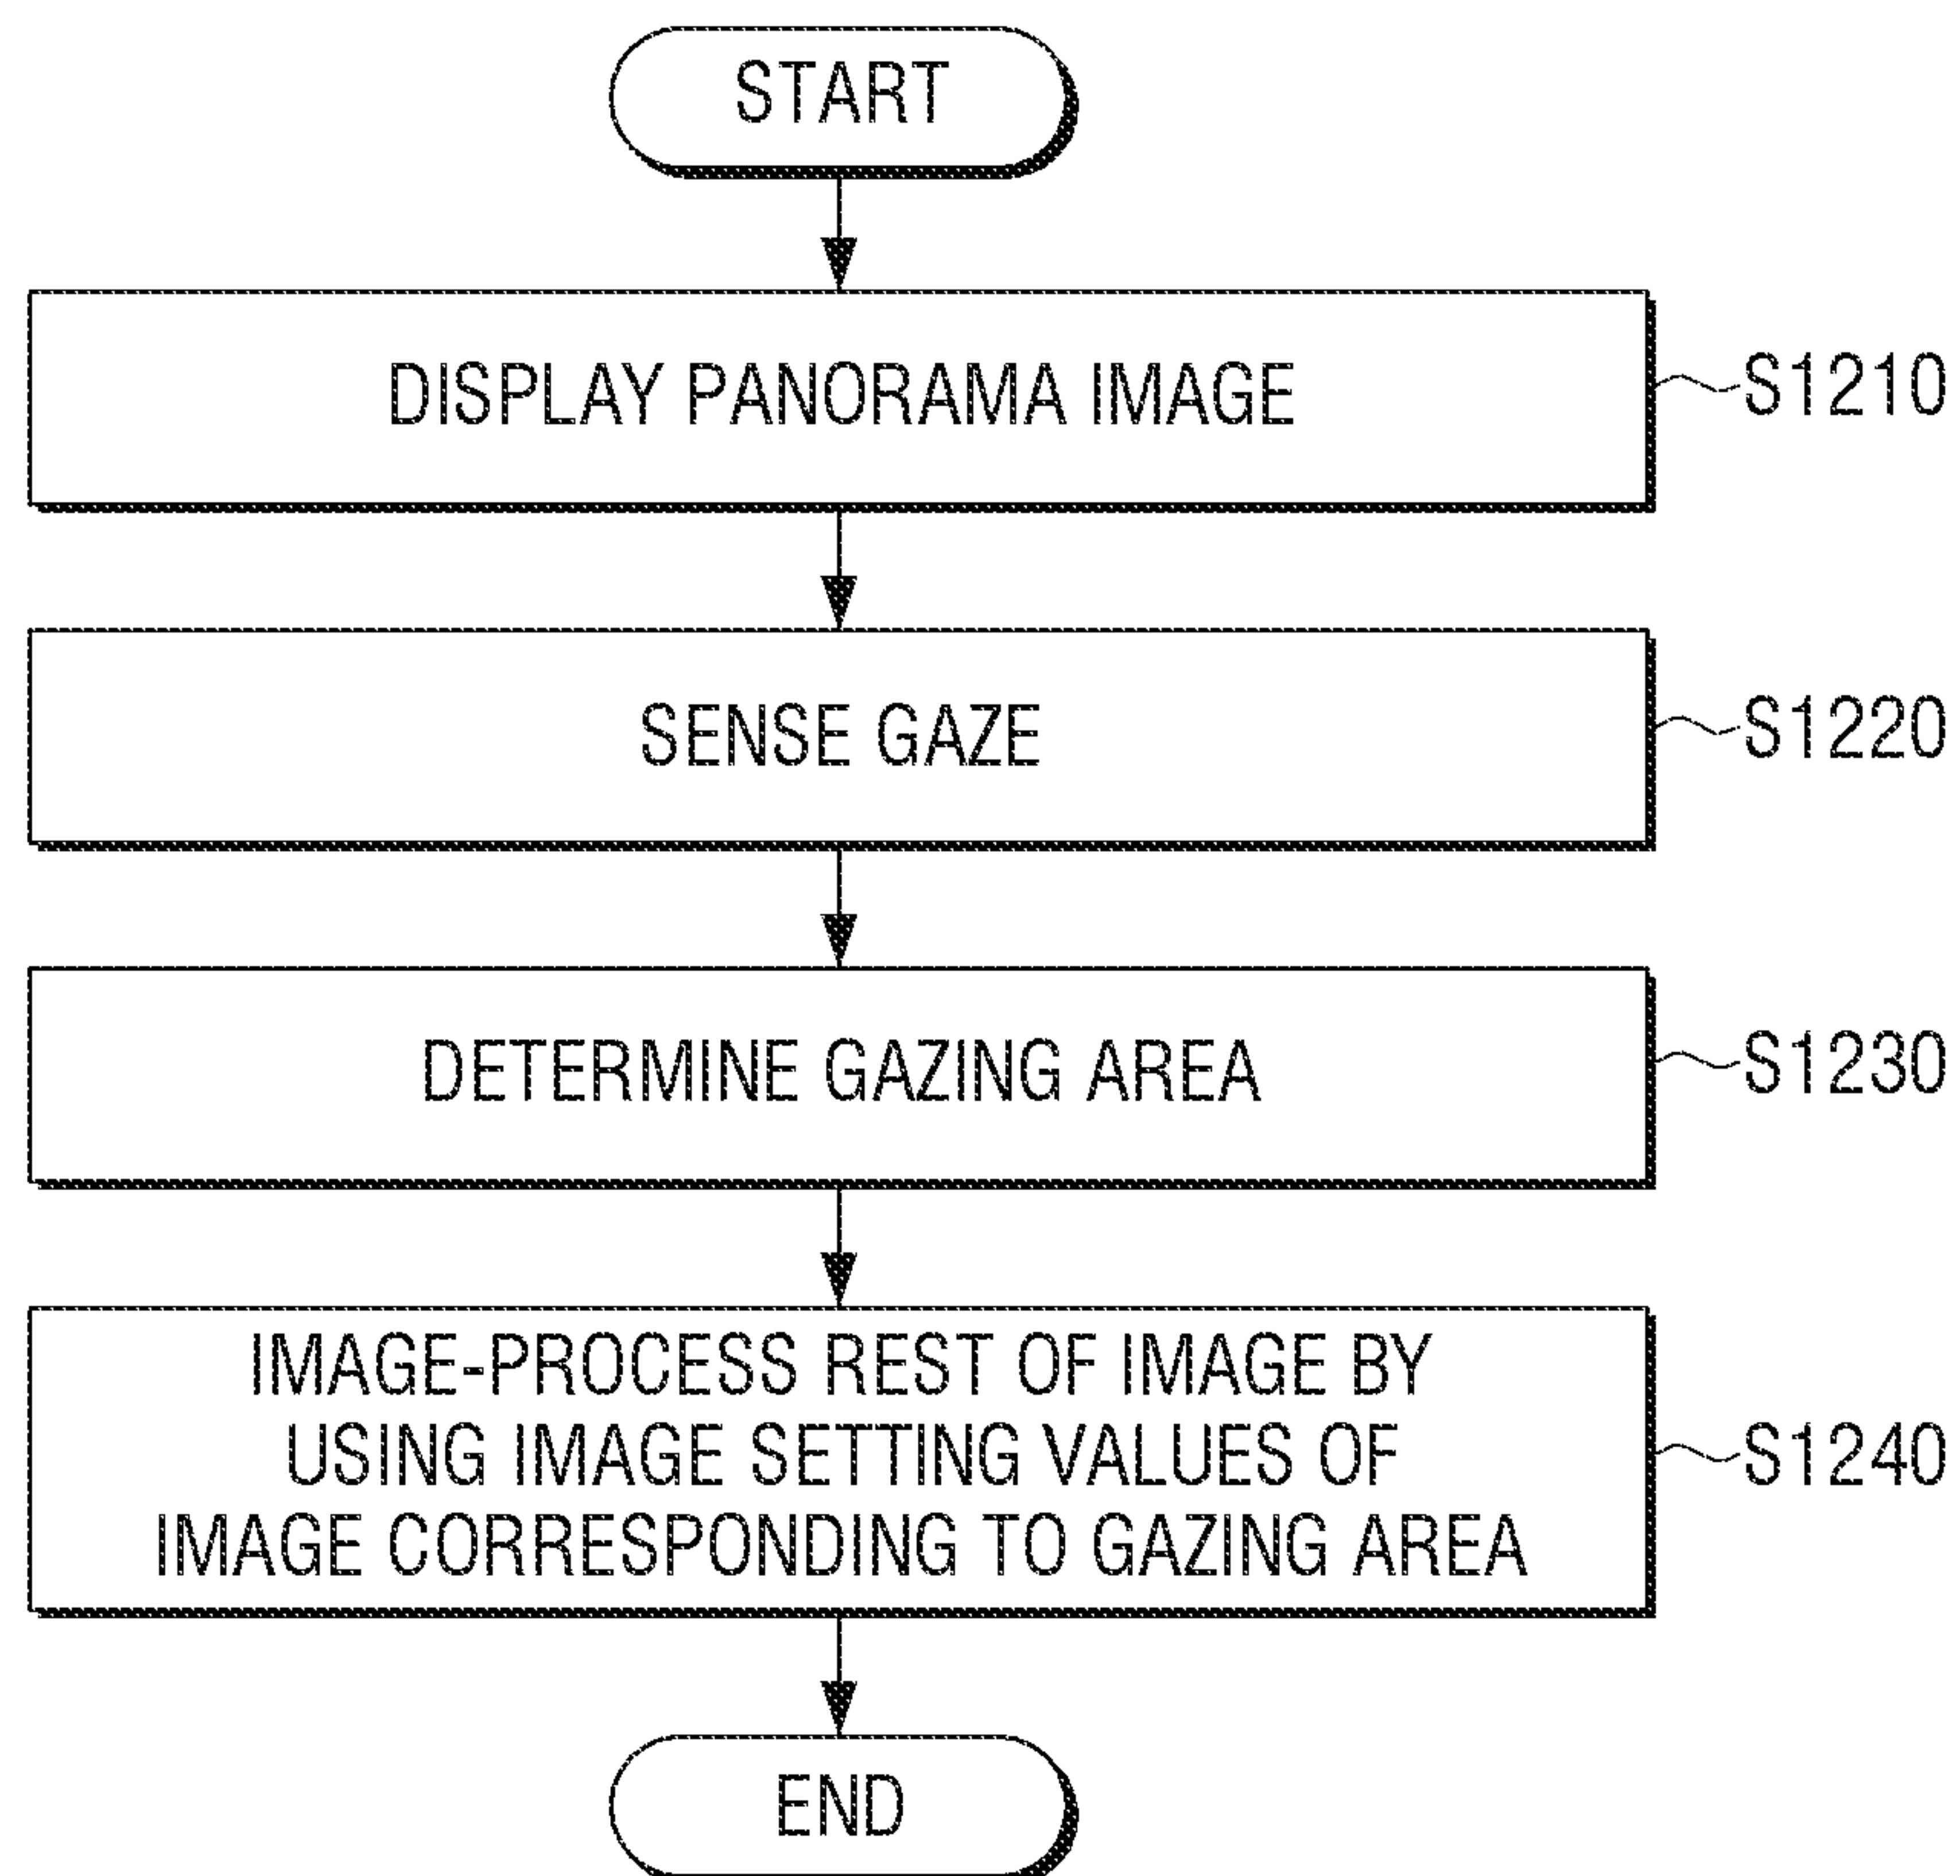 START
DISPLAY PANORAMA IMAGE
S1210
SENSE GAZE
S1220
DETERMINE GAZING AREA
S1230
IMAGE-PROCESS REST OF IMAGE BY
USING IMAGE SETTING VALUES OF
IMAGE CORRESPONDING TO GAZING AREA
S1240
END